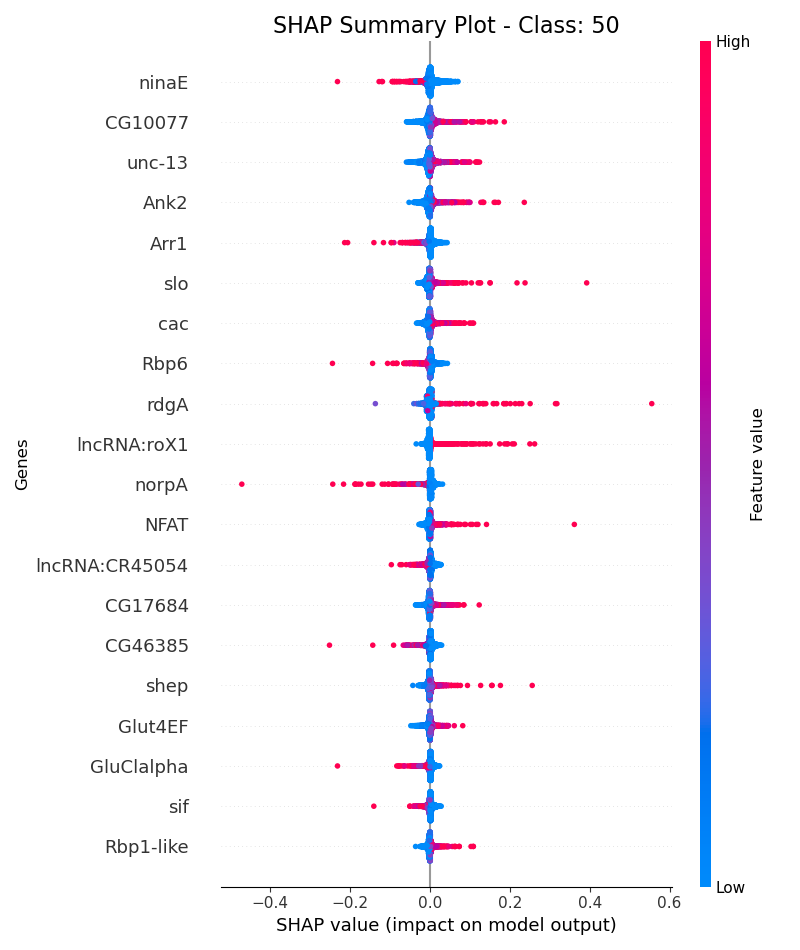 SHAP Summary Plot - Class: 50
High
ninaE
CG10077
unc-13
Ank2
Arr1
slo
cac
Rbp6
rdgA
lncRNA:roX1
norpA
NFAT
lncRNA:CR45054
CG17684
CG46385
shep
Glut4EF
GluClalpha
sif
Rbp1-like
Genes
Feature value
Low
−0.4 −0.2 0.0 0.2 0.4 0.6
SHAP value (impact on model output)